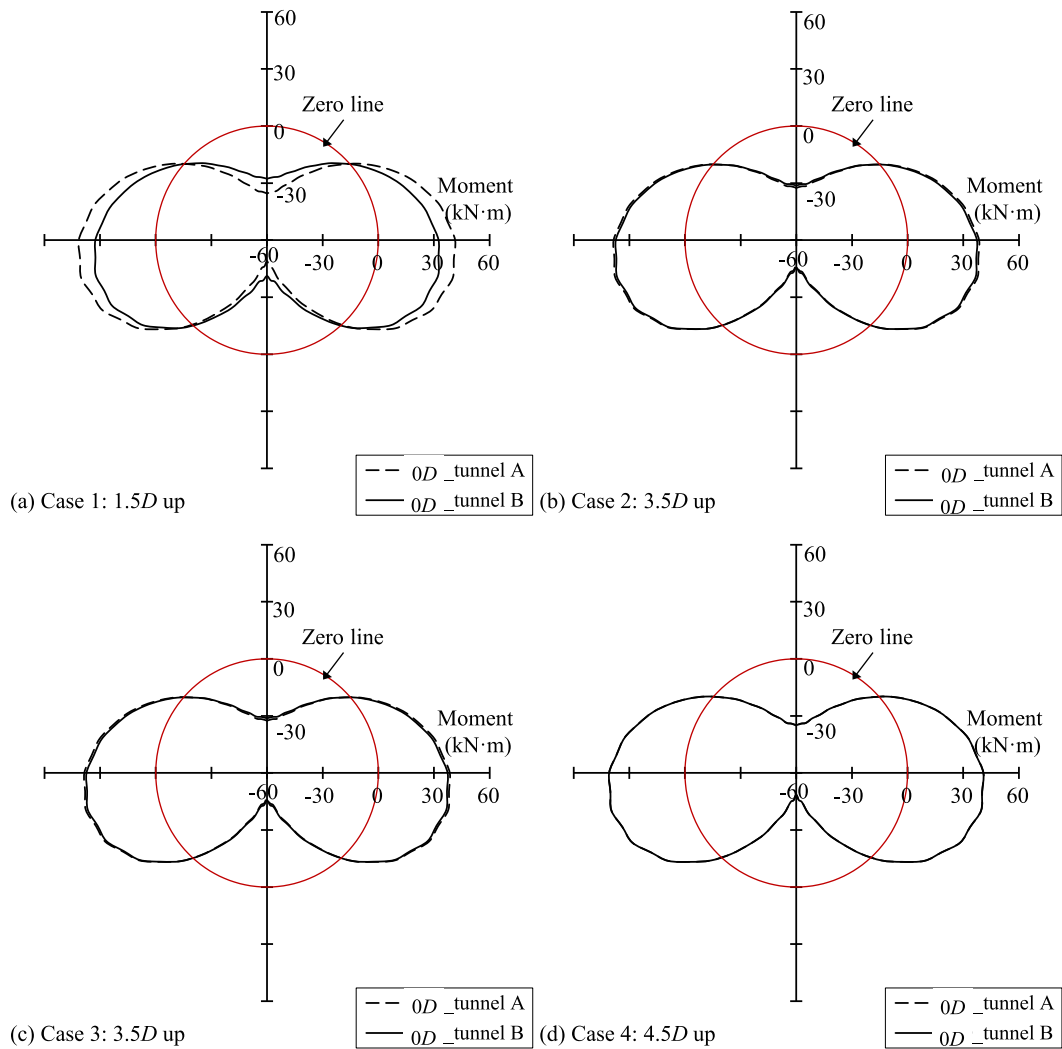 60
30
Zero line
0
Moment
(kN·m)
-30
-60
-30
0
30
60
0D _tunnel A
0D _tunnel B
(a) Case 1: 1.5D up
60
30
Zero line
0
Moment
(kN·m)
-30
-60
-30
0
30
60
0D _tunnel A
0D _tunnel B
(b) Case 2: 3.5D up
60
30
Zero line
0
Moment
(kN·m)
-30
-60
-30
0
30
60
0D _tunnel A
0D _tunnel B
(c) Case 3: 3.5D up
60
30
Zero line
0
Moment
(kN·m)
-30
-60
-30
0
30
60
0D _tunnel A
0D _tunnel B
(d) Case 4: 4.5D up